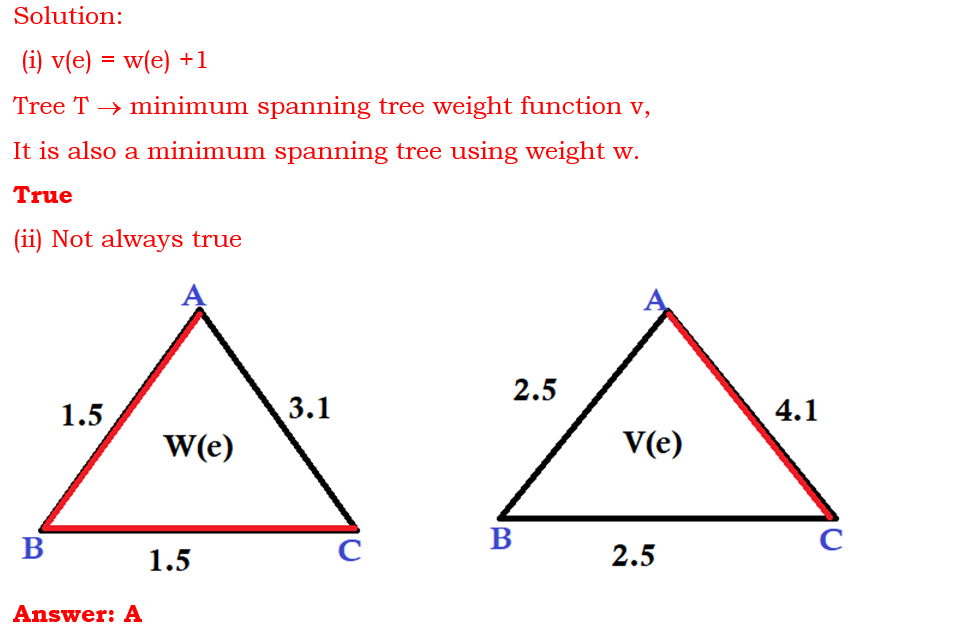 Solution:
(i) v(e) = w(e) +1
Tree T → minimum spanning tree weight function v,
It is also a minimum spanning tree using weight w.
True
(ii) Not always true
A
A
1.5
3.1
2.5
4.1
W(e)
V(e)
B
C
B
C
1.5
2.5
Answer: A